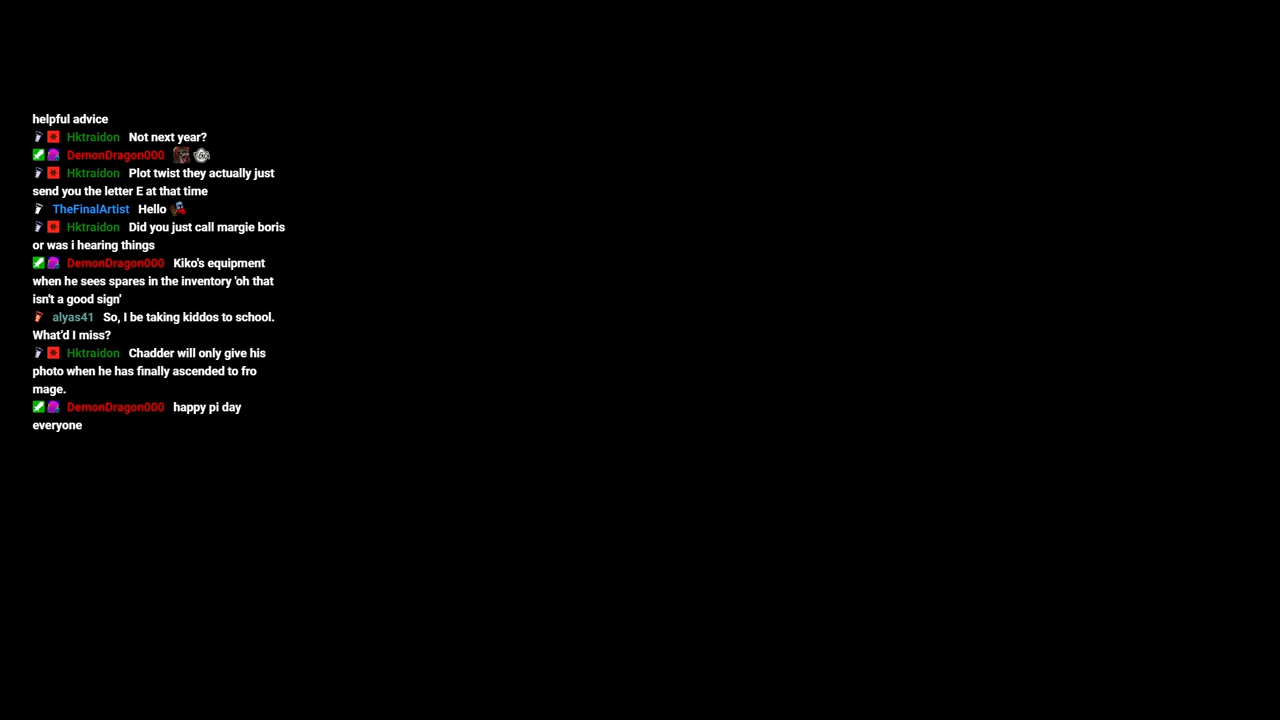 helpful advice
Hktraidon Not next year?
DemonDragon000
Hktraidon Plot twist they actually just
send you the letter E at that time
TheFinalArtist Hello
Hktraidon Did you just call margie boris
or was i hearing things
DemonDragon000 Kiko's equipment
when he sees spares in the inventory 'oh that
isn't a good sign'
alyas41 So, I be taking kiddos to school.
What'd I miss?
Hktraidon Chadder will only give his
photo when he has finally ascended to fro
mage.
DemonDragon000 happy pi day
everyone